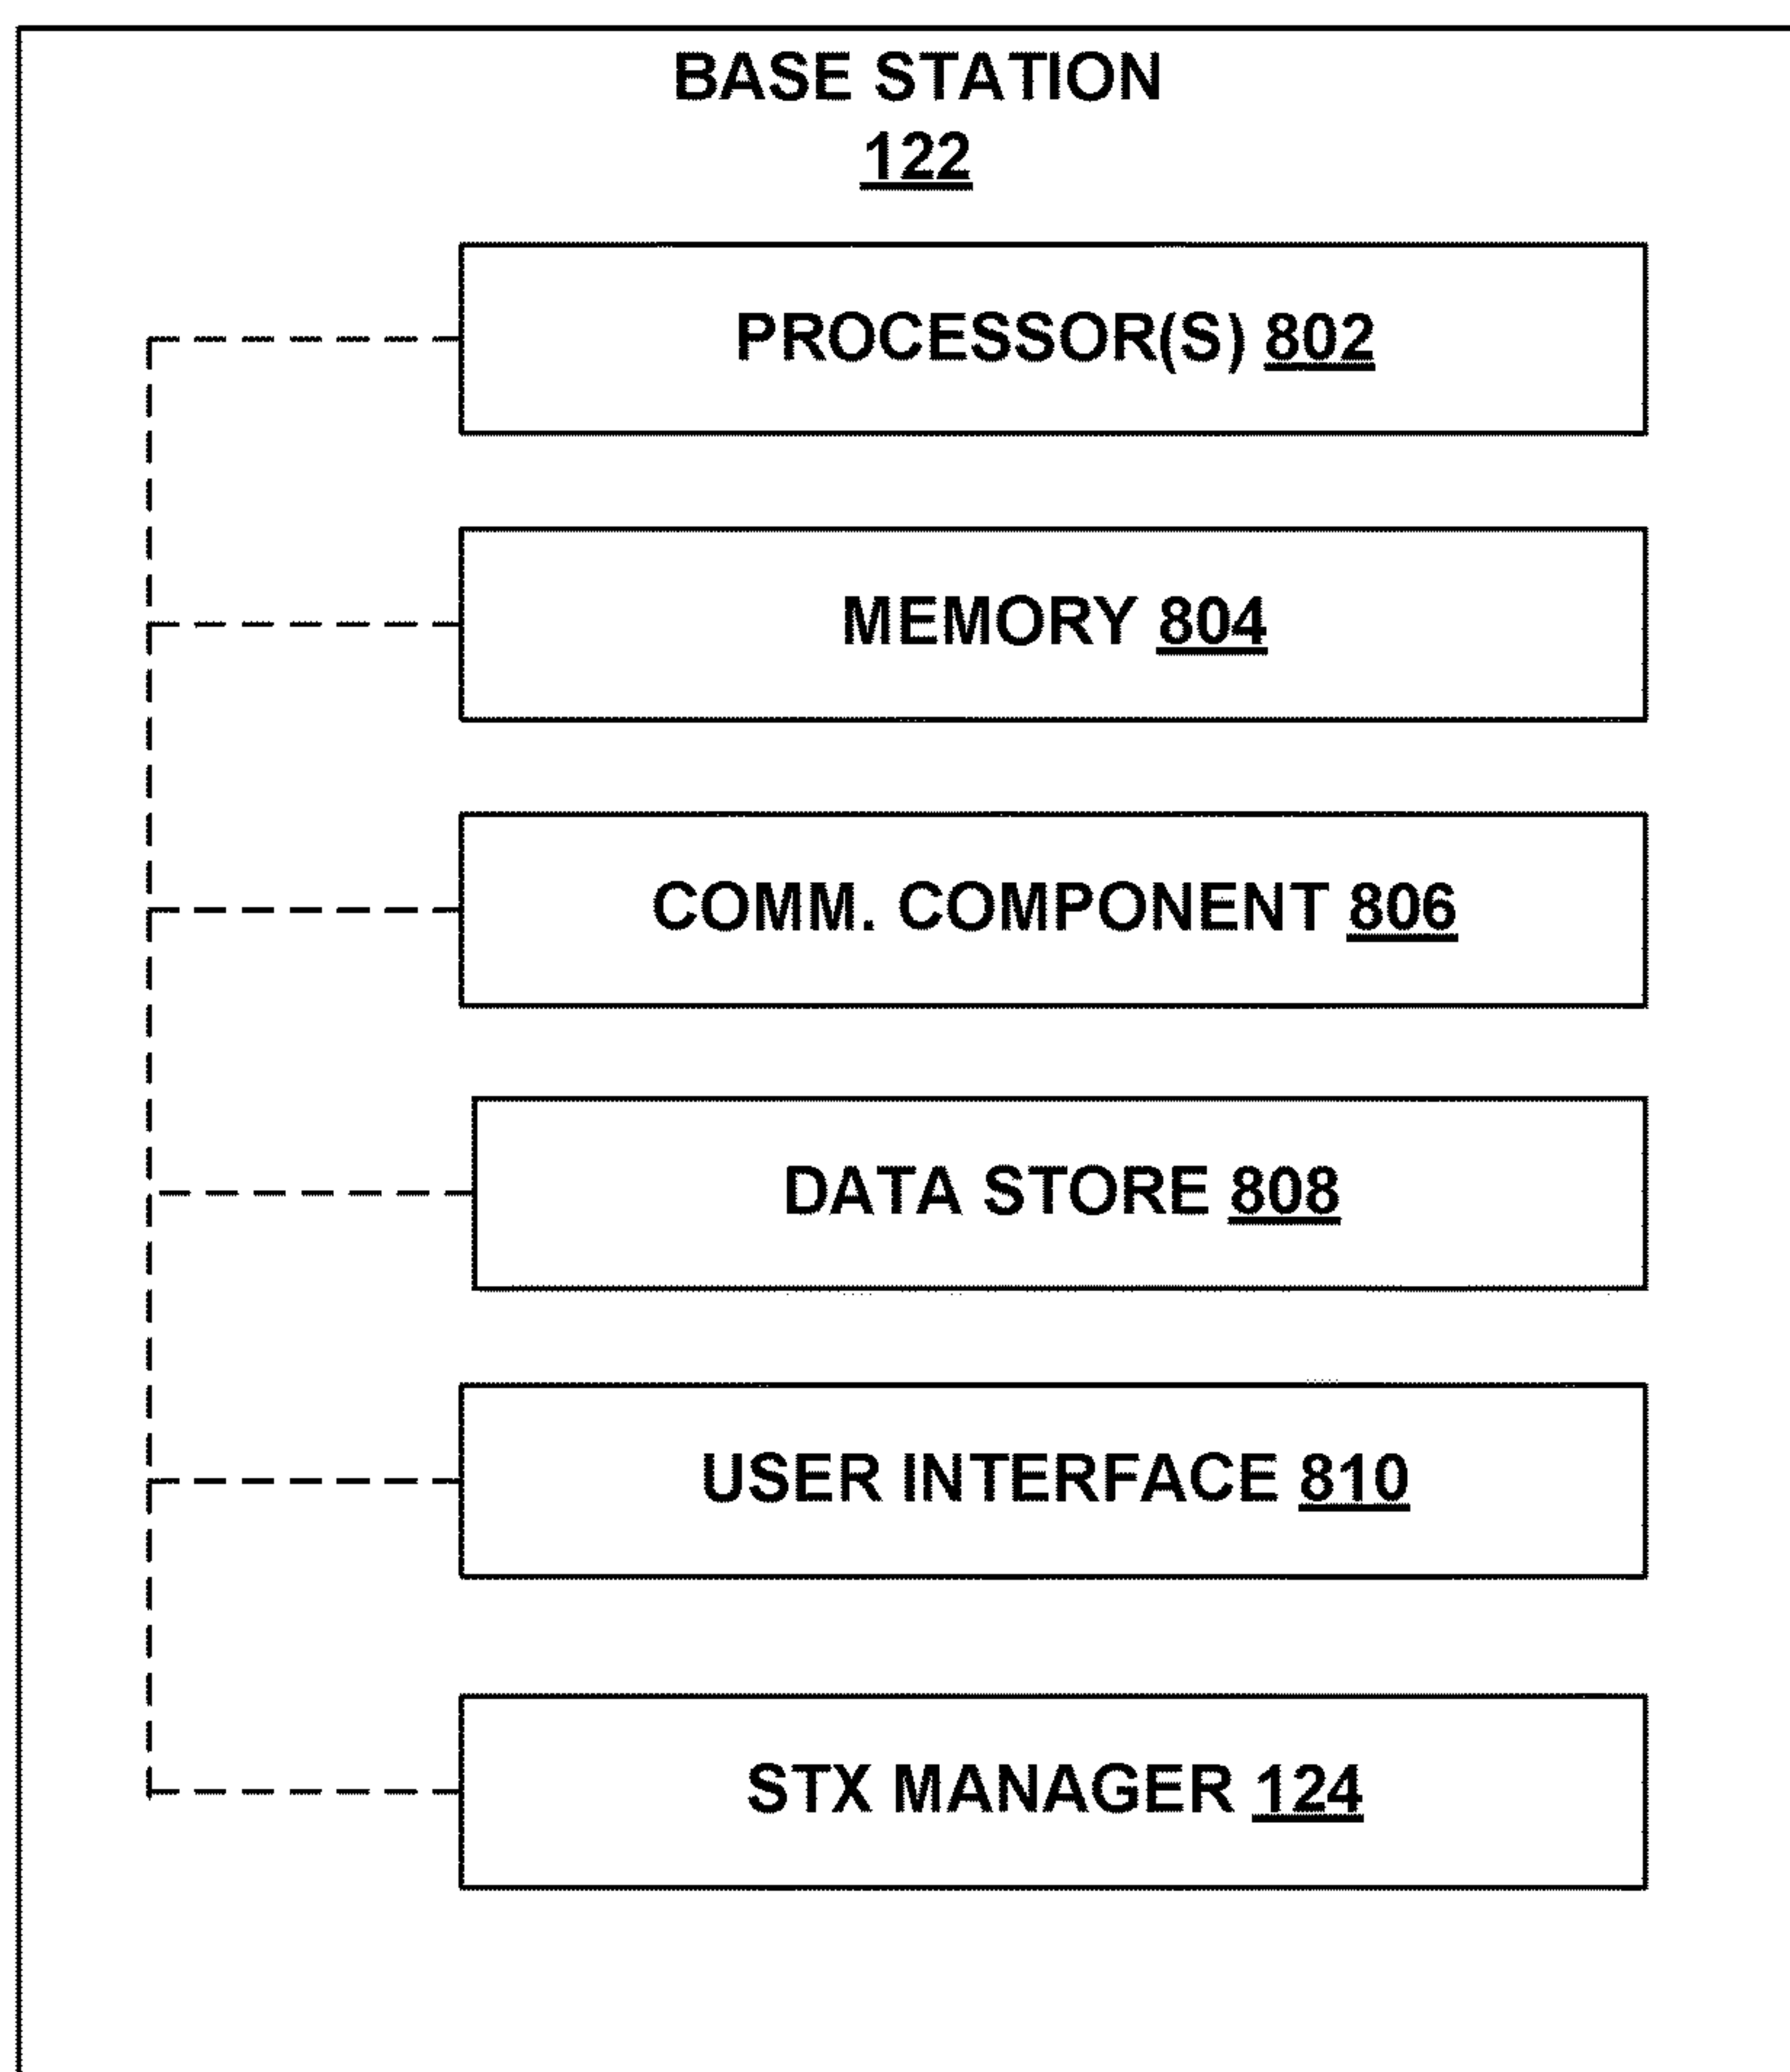 BASE STATION
122
PROCESSOR(S) 802
MEMORY 804
COMM. COMPONENT 806
DATA STORE 808
USER INTERFACE 810
STX MANAGER 124